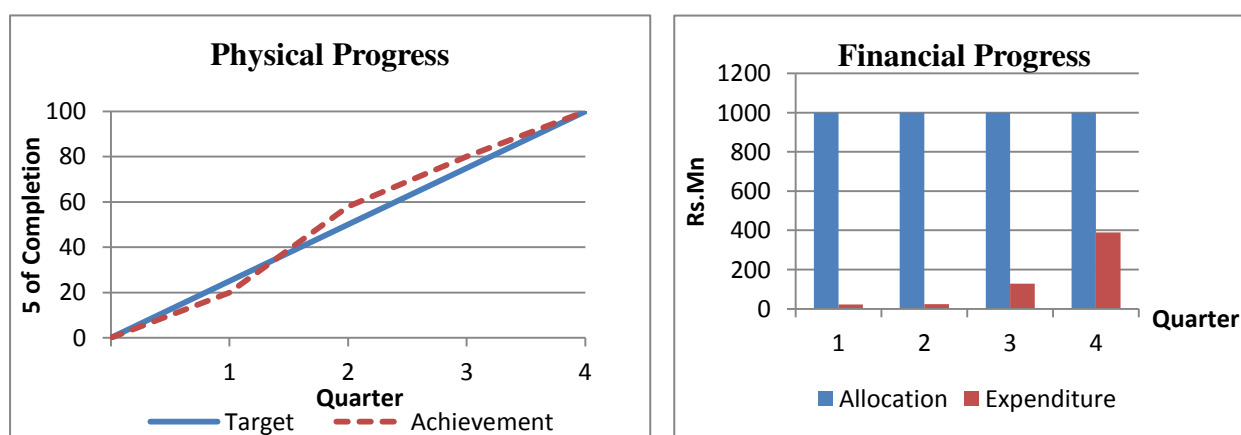 Physical Progress
5 of Completion
100
80
60
40
20
0
1 2 3 4
Quarter
Target Achievement
Financial Progress
Rs.Mn
1200
1000
800
600
400
200
0
1 2 3 4
Quarter
Allocation Expenditure